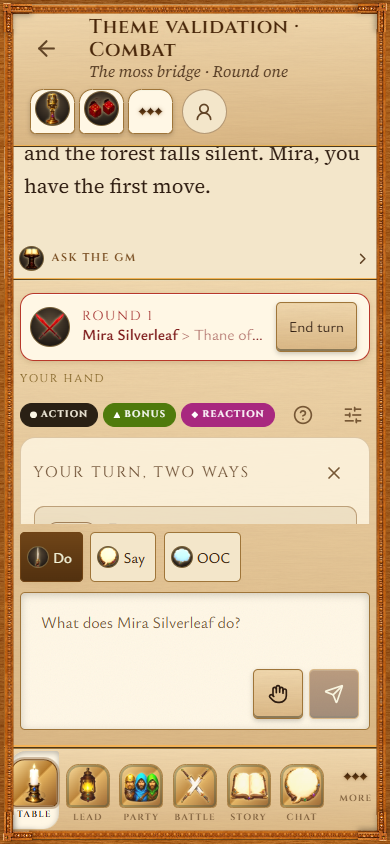 Theme validation ·
Combat
The moss bridge · Round one
and the forest falls silent. Mira, you
have the first move.
ASK THE GM
ROUND 1
Mira Silverleaf > Thane of…
End turn
YOUR HAND
ACTION
BONUS
REACTION
YOUR TURN, TWO WAYS
Do
Say
OOC
What does Mira Silverleaf do?
TABLE
LEAD
PARTY
BATTLE
STORY
CHAT
MORE